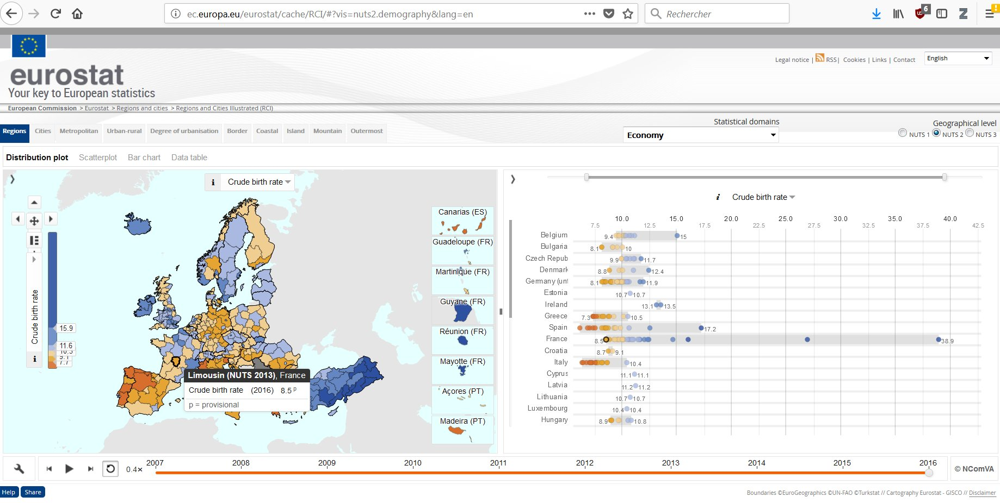 ec.europa.eu/eurostat/cache/RCI/#?vis=nuts2.demography&lang=en
Rechercher
6
Legal notice | RSS | Cookies | Links | Contact
English
eurostat
Your key to European statistics
European Commission > Eurostat > Regions and cities > Regions and Cities Illustrated (RCI)
Statistical domains
Geographical level
Regions Cities Metropolitan Urban-rural Degree of urbanisation Border Coastal Island Mountain Outermost
Economy
NUTS 1 NUTS 2 NUTS 3
Distribution plot Scatterplot Bar chart Data table
i Crude birth rate
Canarias (ES)
Guadeloupe (FR)
Martinique (FR)
Guyane (FR)
Réunion (FR)
Mayotte (FR)
Açores (PT)
Madeira (PT)
Crude birth rate
i
15.9
11.6
7.7
Limousin (NUTS 2013), France
Crude birth rate (2016) 8.5 p
p = provisional
i Crude birth rate
10.0 15.0 20.0 25.0 30.0 35.0 40.0
7.5 12.5 17.5 22.5 27.5 32.5 37.5 42.5
Belgium 9.4 15
Bulgaria 8.1 10
Czech Repub 9.9 11.7
Denmark 8.8 12.4
Germany (unt 8.1 11.9
Estonia 10.7 10.7
Ireland 13.1 13.5
Greece 7.3 10.5
Spain 17.2
France 8.5 38.9
Croatia 8.7 9.1
Italy 10.4
Cyprus 11.1 11.1
Latvia 11.2 11.2
Lithuania 10.7 10.7
Luxembourg 10.4 10.4
Hungary 8.9 10.8
0.4×
2007 2008 2009 2010 2011 2012 2013 2014 2015 2016
© NComVA
Help Share
Boundaries ©EuroGeographics ©UN-FAO ©Turkstat // Cartography Eurostat - GISCO // Disclaimer